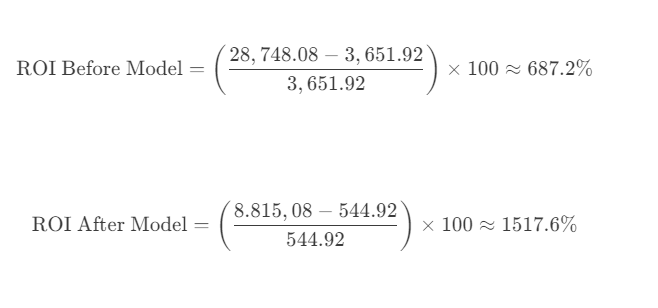 ROI Before Model = ( 28,748.08 − 3,651.92 / 3,651.92 ) × 100 ≈ 687.2%
ROI After Model = ( 8.815,08 − 544.92 / 544.92 ) × 100 ≈ 1517.6%